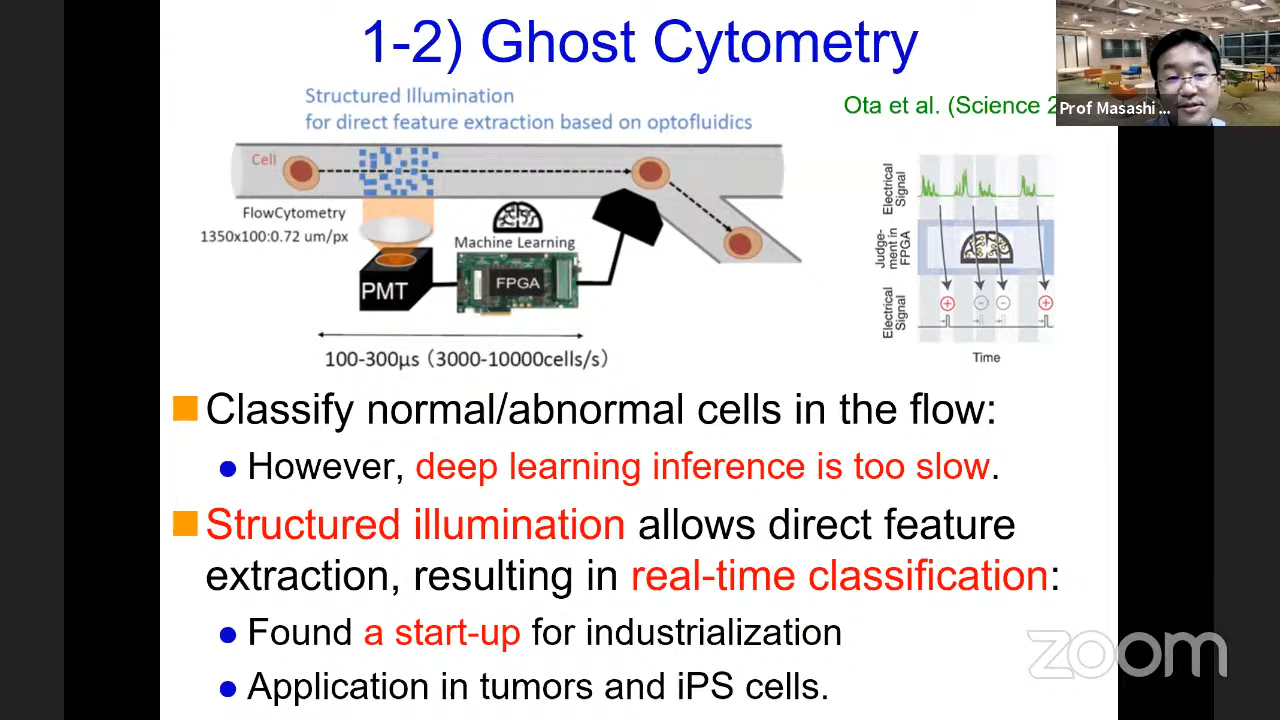 1-2) Ghost Cytometry
Structured Illumination
for direct feature extraction based on optofluidics
Ota et al. (Science
Prof Masashi ...
Cell
FlowCytometry
1350x100:0.72 um/px
Machine Learning
PMT
FPGA
100-300μs (3000-10000cells/s)
Electrical
Signal
Judge-
ment in
FPGA
Electrical
Signal
Time
Classify normal/abnormal cells in the flow:
However, deep learning inference is too slow.
Structured illumination allows direct feature
extraction, resulting in real-time classification:
Found a start-up for industrialization
Application in tumors and iPS cells.
zoom